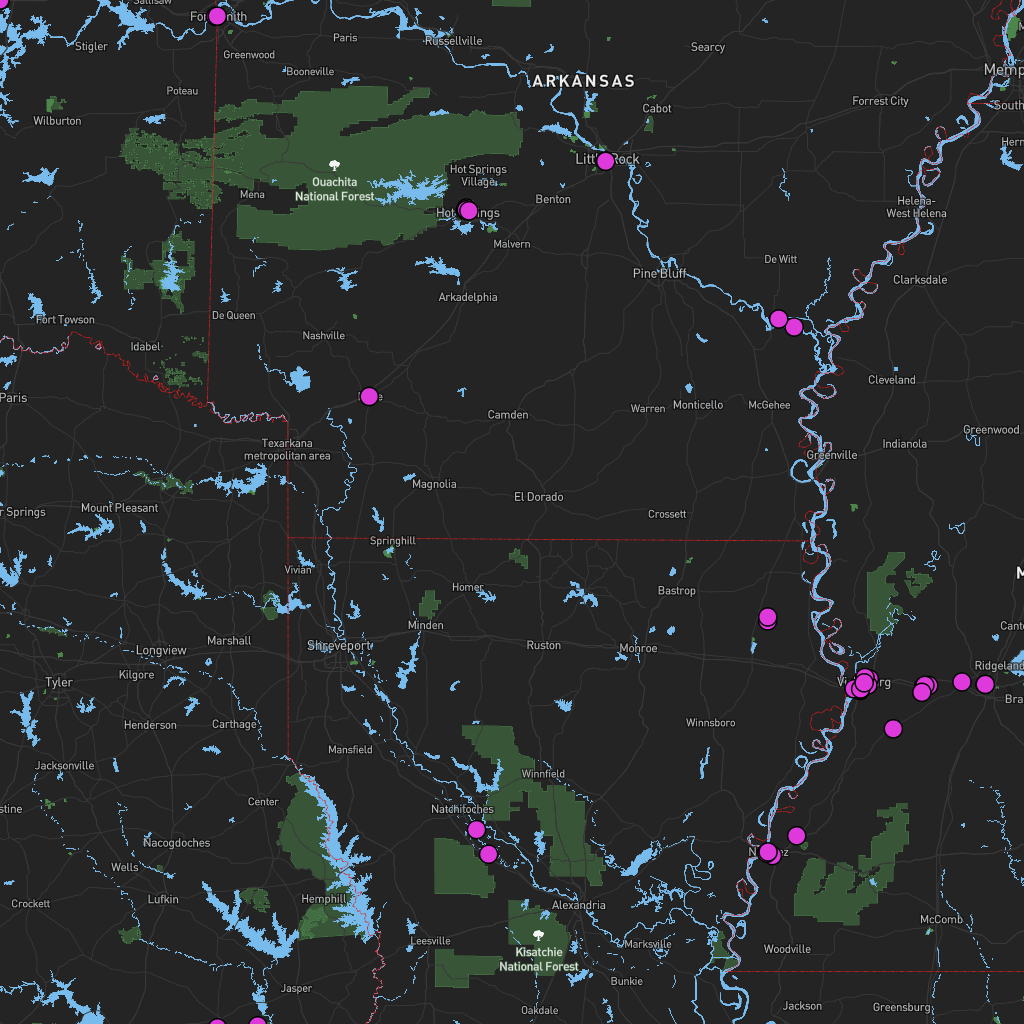 Sallisaw
Fort Smith
Stigler
Paris
Russellville
Searcy
Greenwood
Booneville
ARKANSAS
Poteau
Cabot
Forrest City
Wilburton
Little Rock
Hot Springs
Village
Ouachita
National Forest
Mena
Benton
Helena-
West Helena
Malvern
De Witt
Pine Bluff
Clarksdale
Arkadelphia
De Queen
Fort Towson
Nashville
Idabel
Cleveland
Paris
Camden
Warren
Monticello
McGehee
Greenwood
Texarkana
metropolitan area
Indianola
Greenville
Magnolia
El Dorado
Mount Pleasant
r Springs
Crossett
Springhill
Vivian
Homer
Bastrop
Minden
Marshall
Shreveport
Ruston
Monroe
Longview
Kilgore
Tyler
Ridgeland
Henderson
Carthage
Winnsboro
Mansfield
Jacksonville
Winnfield
Center
Natchitoches
Nacogdoches
Wells
Crockett
Lufkin
Hemphill
Alexandria
McComb
Leesville
Marksville
Woodville
Kisatchie
National Forest
Bunkie
Jasper
Oakdale
Jackson
Greensburg